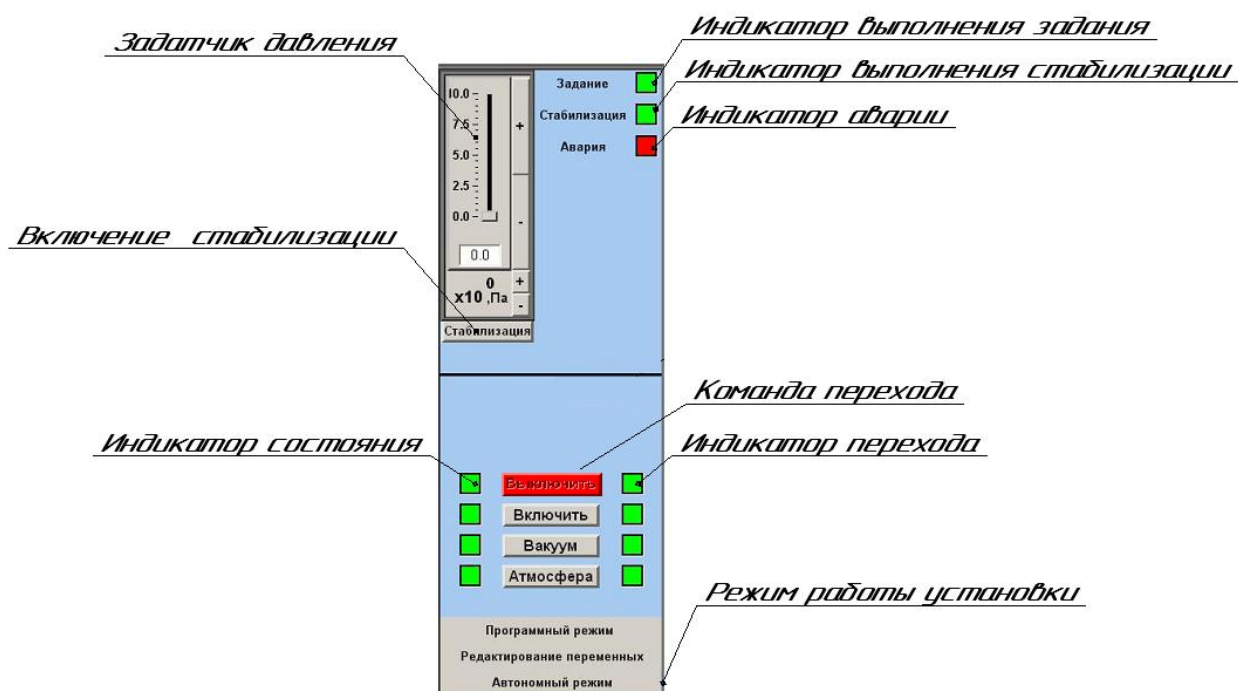 Индикатор выполнения задания
Задатчик давления
Индикатор выполнения стабилизации
Задание
10.0
Стабилизация
Индикатор аварии
7.5
+
Авария
5.0
2.5
0.0
-
Включение стабилизации
0.0
0
+
x10 ,Па
-
Стабилизация
Команда перехода
Индикатор состояния
Индикатор перехода
Выключить
Включить
Вакуум
Атмосфера
Режим работы установки
Программный режим
Редактирование переменных
Автономный режим